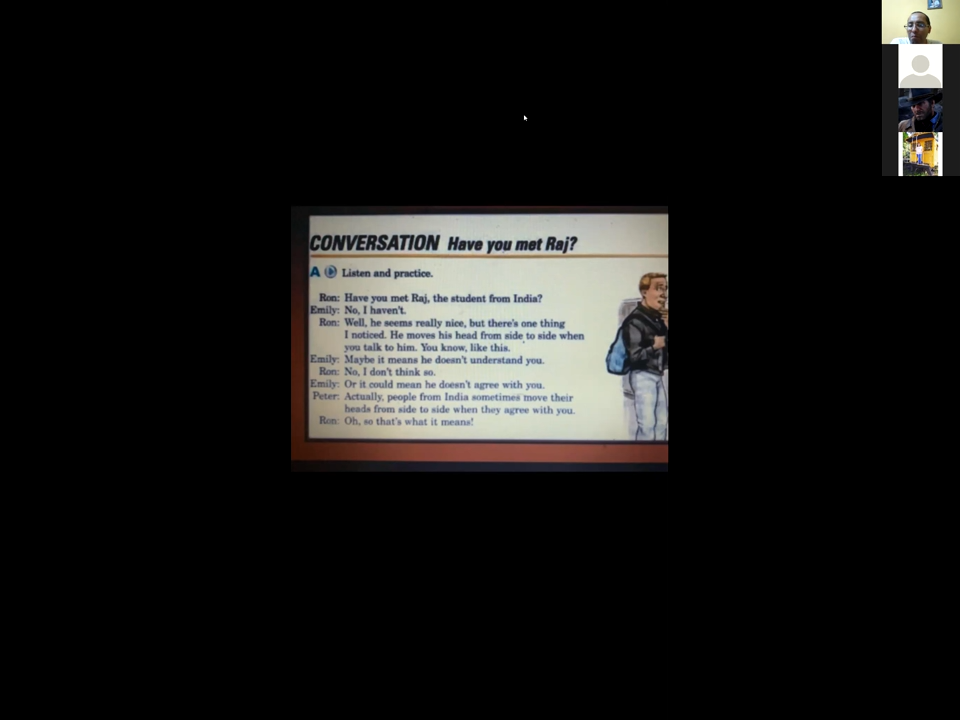 CONVERSATION Have you met Raj?
A Listen and practice.
Ron: Have you met Raj, the student from India?
Emily: No, I haven't.
Ron: Well, he seems really nice, but there's one thing
I noticed. He moves his head from side to side when
you talk to him. You know, like this.
Emily: Maybe it means he doesn't understand you.
Ron: No, I don't think so.
Emily: Or it could mean he doesn't agree with you.
Peter: Actually, people from India sometimes move their
heads from side to side when they agree with you.
Ron: Oh, so that's what it means!